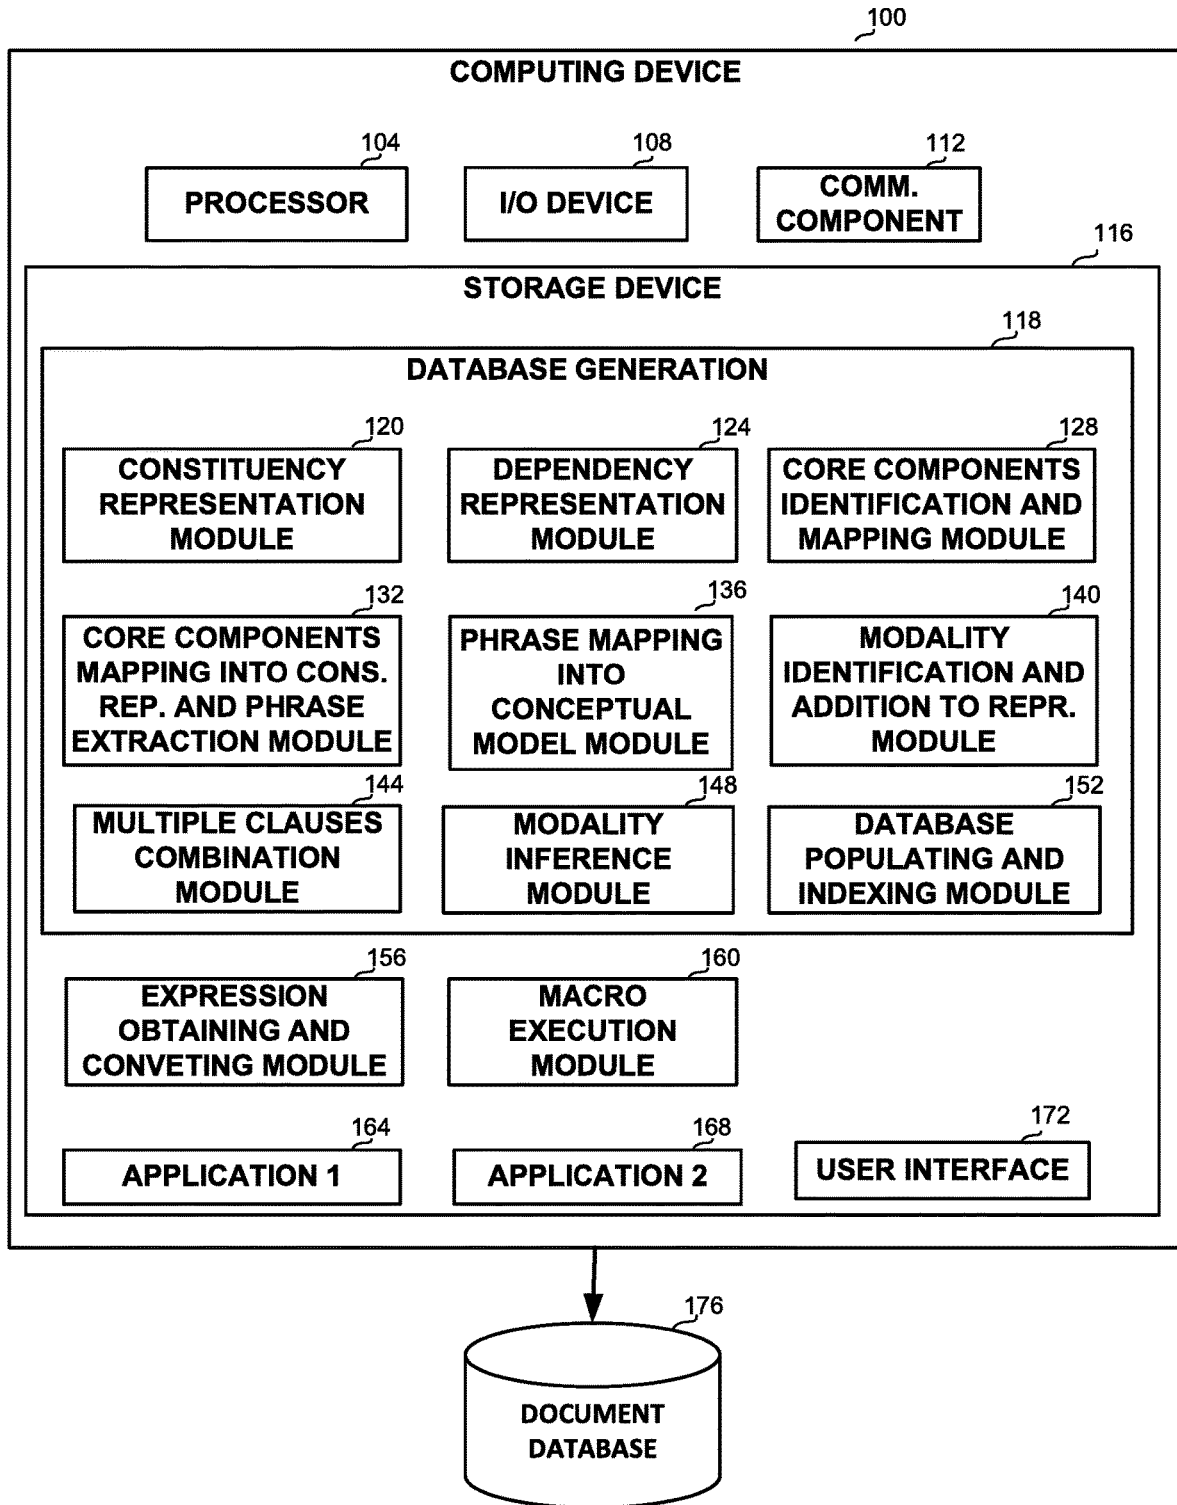 100
COMPUTING DEVICE
104
108
112
PROCESSOR
I/O DEVICE
COMM.
COMPONENT
116
STORAGE DEVICE
118
DATABASE GENERATION
120
124
128
CONSTITUENCY
REPRESENTATION
MODULE
DEPENDENCY
REPRESENTATION
MODULE
CORE COMPONENTS
IDENTIFICATION AND
MAPPING MODULE
132
136
140
CORE COMPONENTS
MAPPING INTO CONS.
REP. AND PHRASE
EXTRACTION MODULE
PHRASE MAPPING
INTO
CONCEPTUAL
MODEL MODULE
MODALITY
IDENTIFICATION AND
ADDITION TO REPR.
MODULE
144
148
152
MULTIPLE CLAUSES
COMBINATION
MODULE
MODALITY
INFERENCE
MODULE
DATABASE
POPULATING AND
INDEXING MODULE
156
160
EXPRESSION
OBTAINING AND
CONVETING MODULE
MACRO
EXECUTION
MODULE
164
168
172
APPLICATION 1
APPLICATION 2
USER INTERFACE
176
DOCUMENT
DATABASE